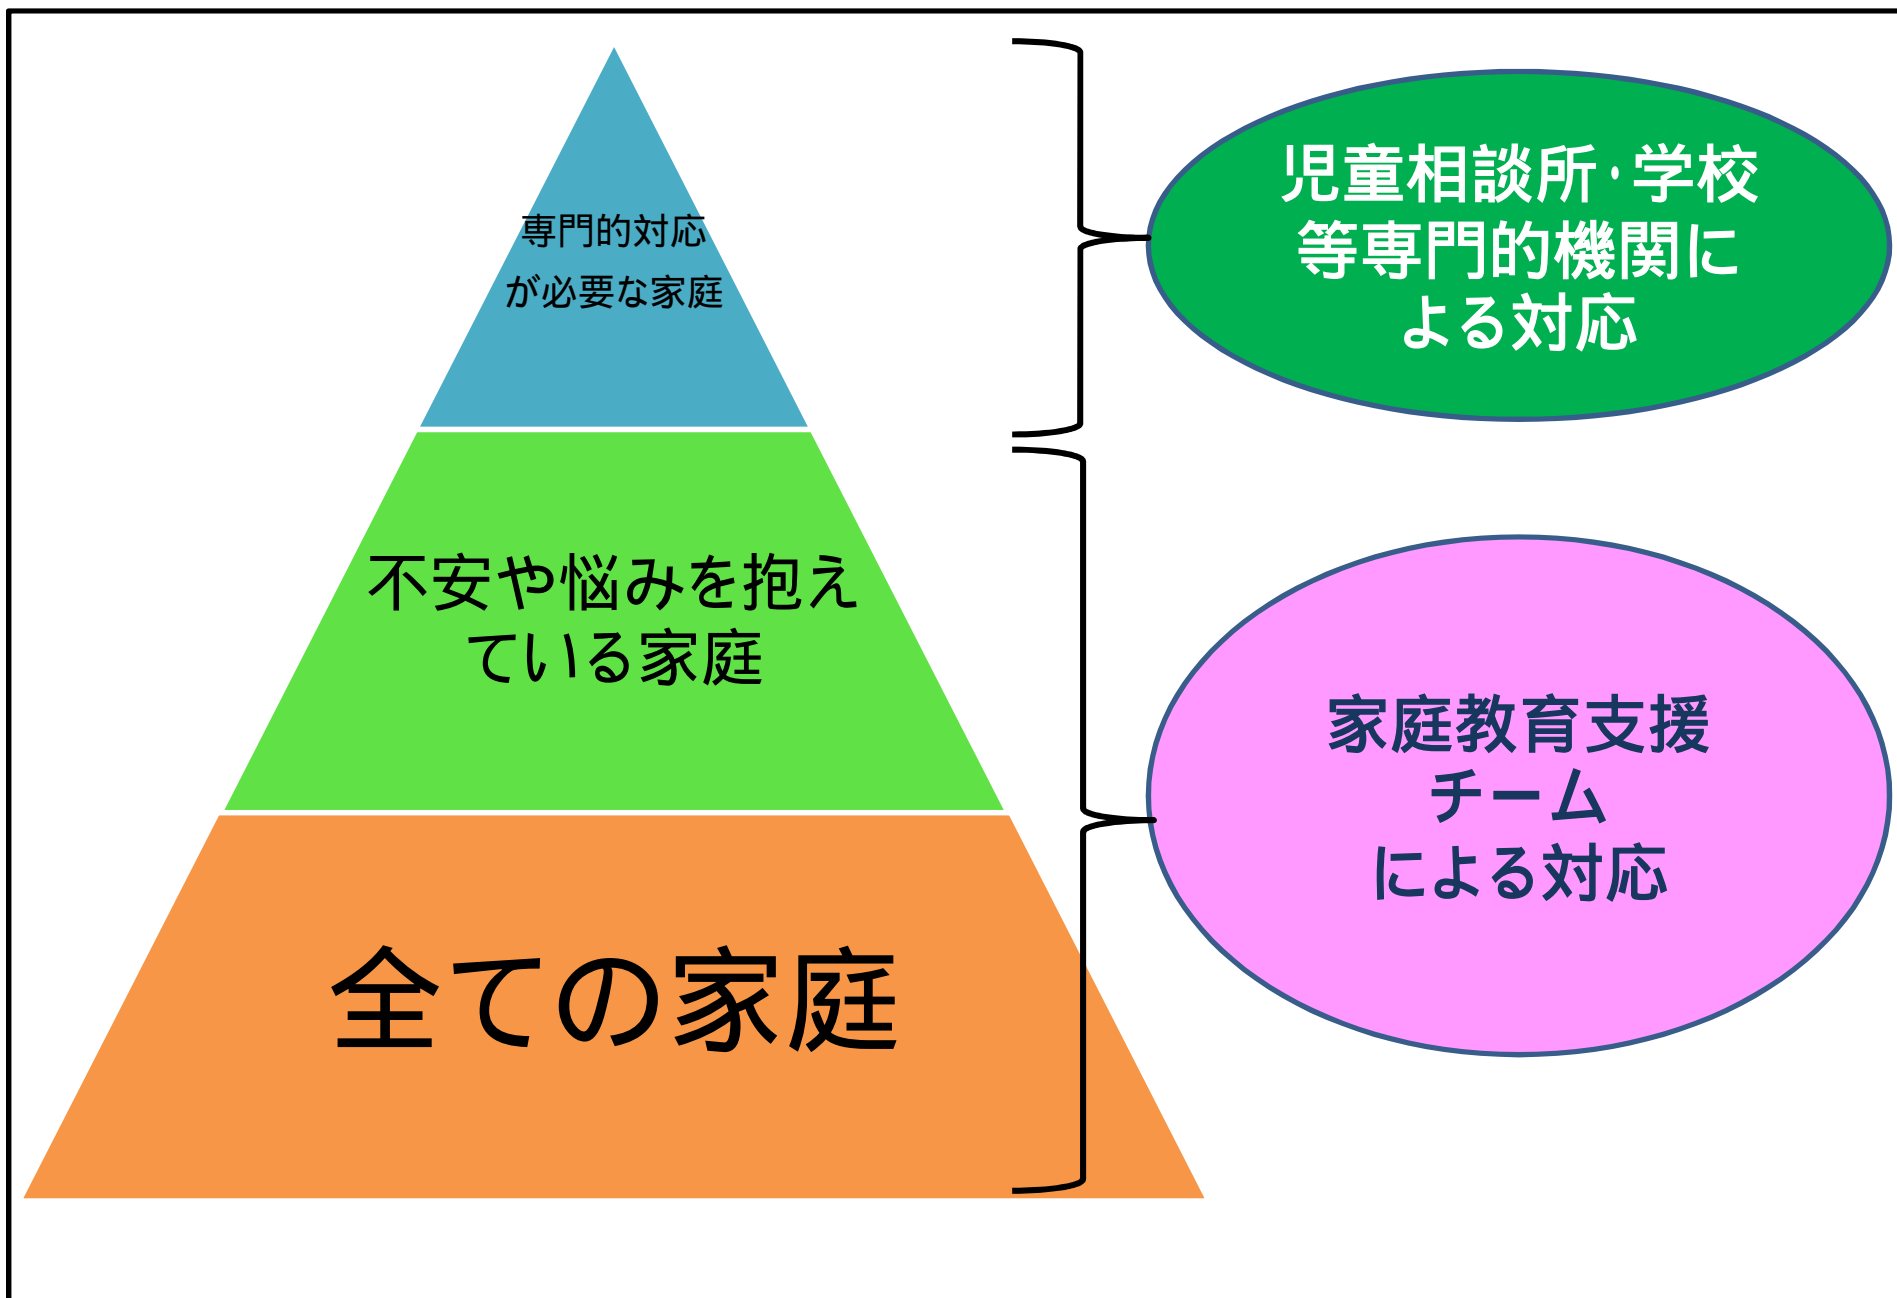 専門的対応
が必要な家庭
児童相談所・学校
等専門的機関に
よる対応
不安や悩みを抱え
ている家庭
家庭教育支援
チーム
による対応
全ての家庭